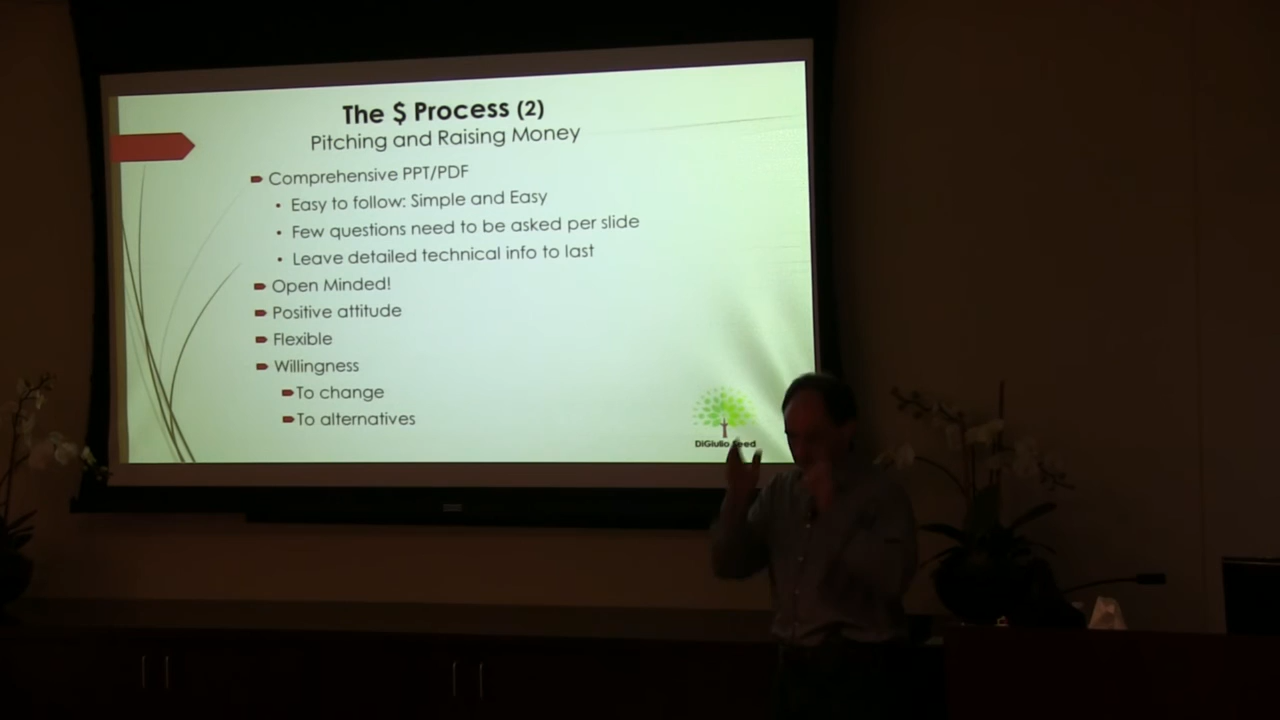 The $ Process (2)
Pitching and Raising Money
Comprehensive PPT/PDF
Easy to follow: Simple and Easy
Few questions need to be asked per slide
Leave detailed technical info to last
Open Minded!
Positive attitude
Flexible
Willingness
To change
To alternatives
DiGiulio Seed